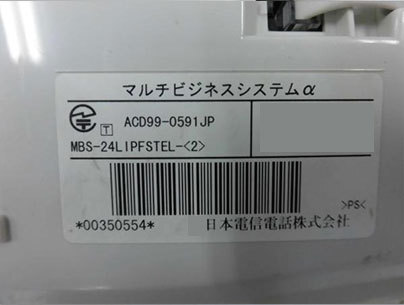 マルチビジネスシステムα
T ACD99-0591JP
MBS-24LIPFSTEL-<2>
*00350554* 日本電信電話株式会社
>PS<